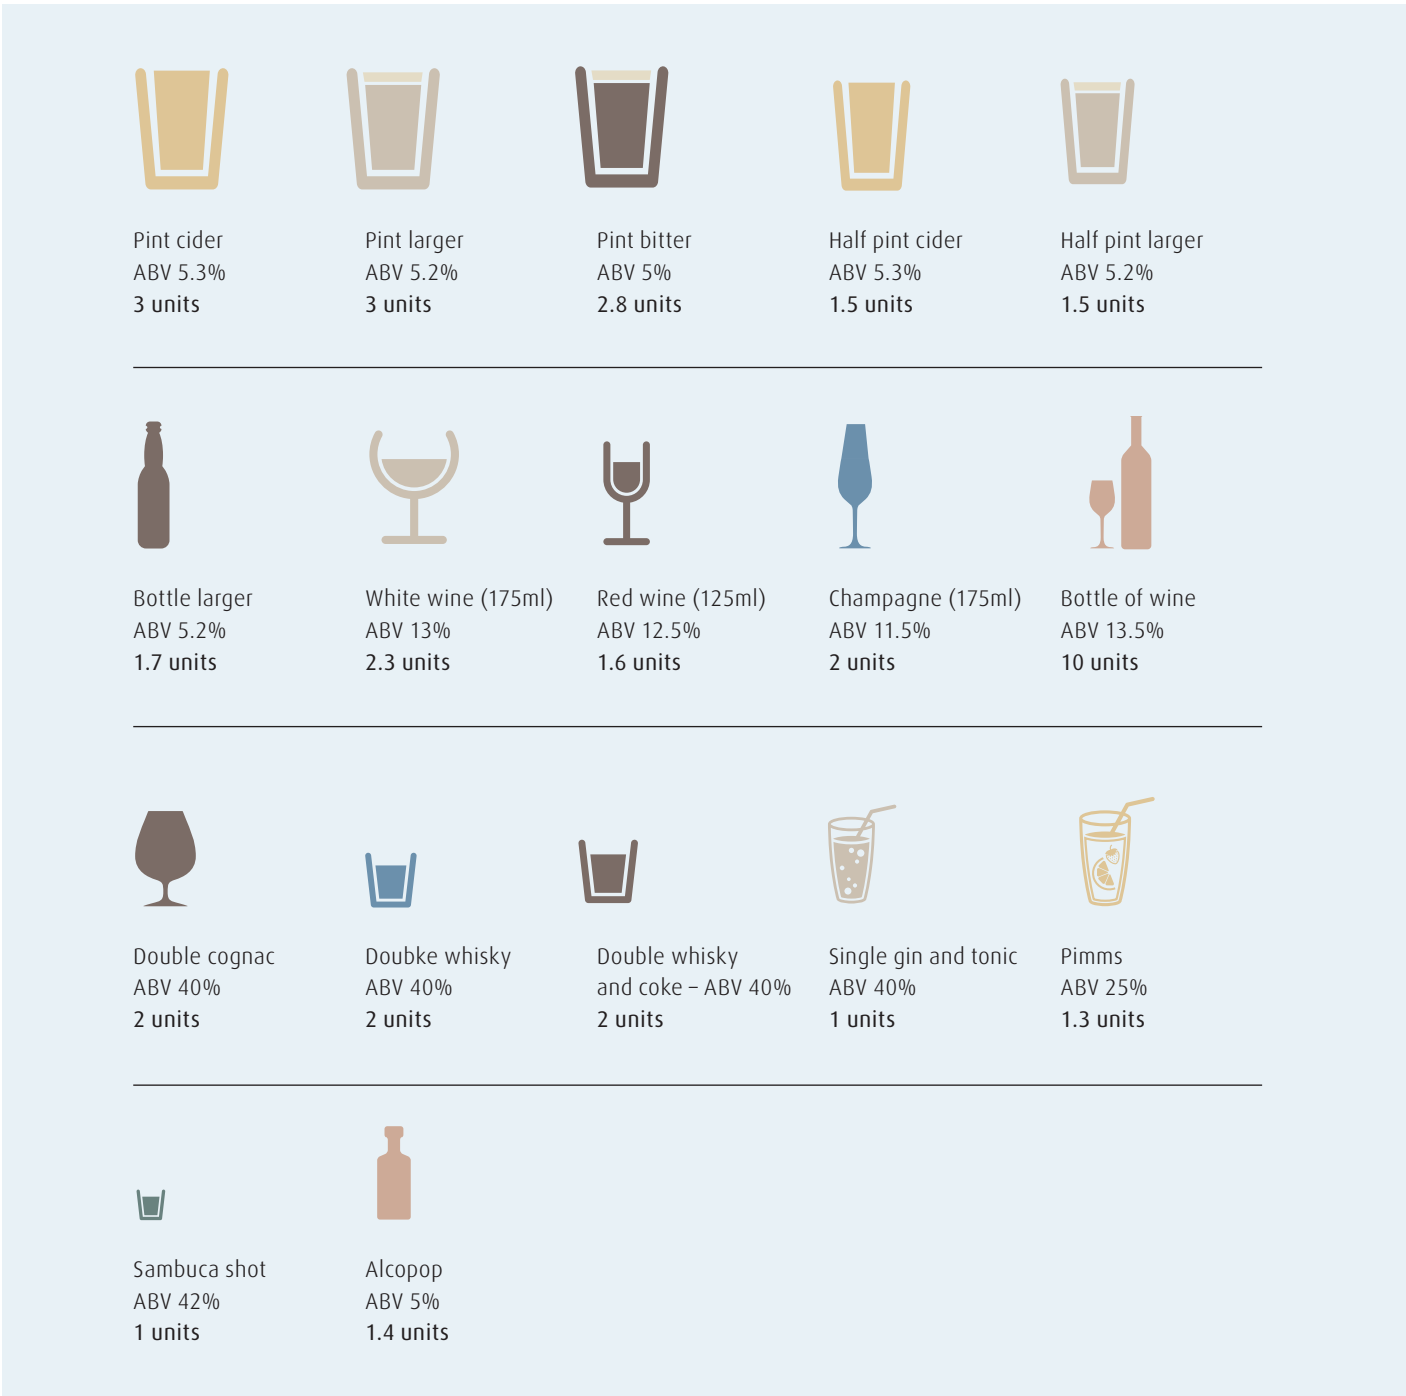 Pint cider
ABV 5.3%
3 units
Pint larger
ABV 5.2%
3 units
Pint bitter
ABV 5%
2.8 units
Half pint cider
ABV 5.3%
1.5 units
Half pint larger
ABV 5.2%
1.5 units
Bottle larger
ABV 5.2%
1.7 units
White wine (175ml)
ABV 13%
2.3 units
Red wine (125ml)
ABV 12.5%
1.6 units
Champagne (175ml)
ABV 11.5%
2 units
Bottle of wine
ABV 13.5%
10 units
Double cognac
ABV 40%
2 units
Doubke whisky
ABV 40%
2 units
Double whisky
and coke – ABV 40%
2 units
Single gin and tonic
ABV 40%
1 units
Pimms
ABV 25%
1.3 units
Sambuca shot
ABV 42%
1 units
Alcopop
ABV 5%
1.4 units